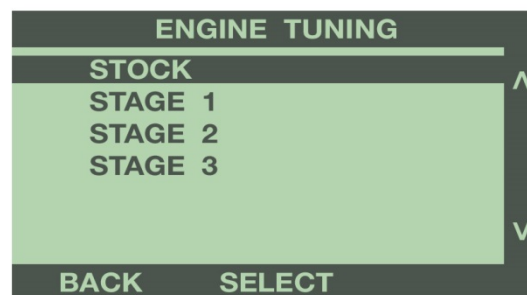 ENGINE TUNING
STOCK
STAGE 1
STAGE 2
STAGE 3
BACK SELECT